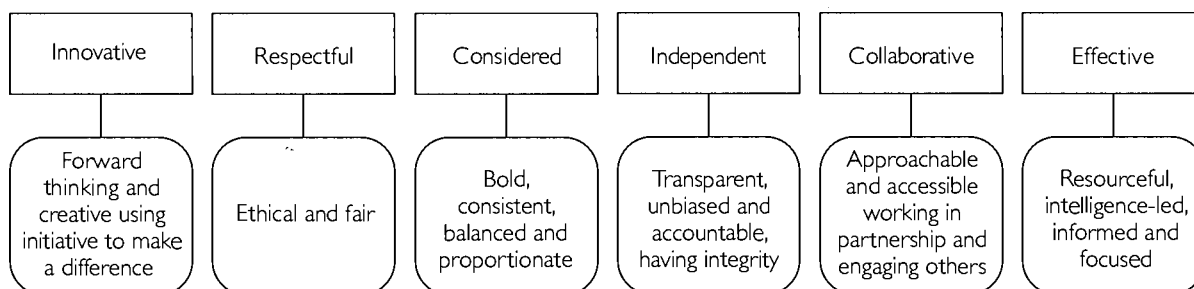 Innovative
Respectful
Considered
Independent
Collaborative
Effective
Forward
thinking and
creative using
initiative to make
a difference
Ethical and fair
Bold,
consistent,
balanced and
proportionate
Transparent,
unbiased and
accountable,
having integrity
Approachable
and accessible
working in
partnership and
engaging others
Resourceful,
intelligence-led,
informed and
focused